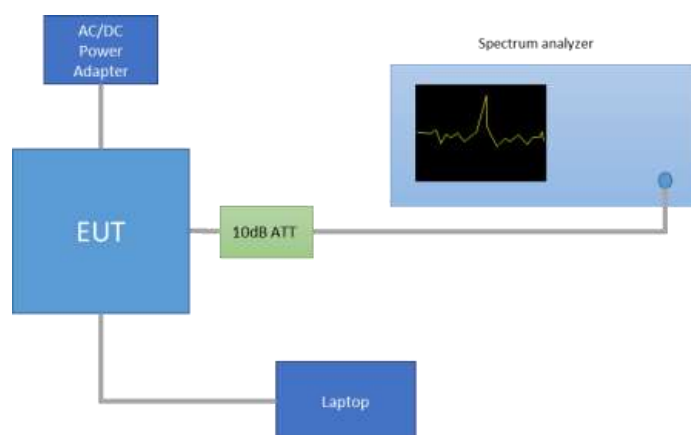 AC/DC
Power
Adapter
Spectrum analyzer
EUT
10dB ATT
Laptop